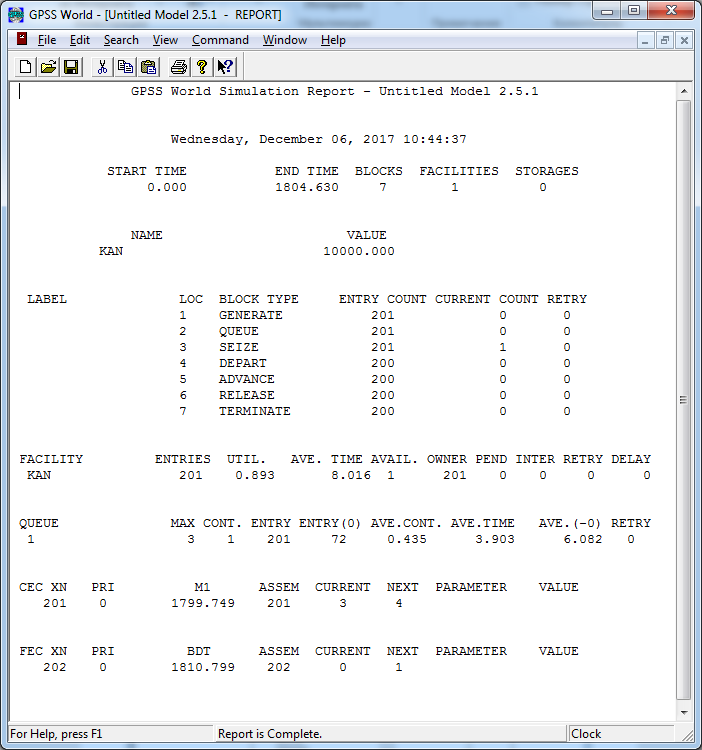 GPSS World - [Untitled Model 2.5.1 - REPORT]
File Edit Search View Command Window Help
GPSS World Simulation Report - Untitled Model 2.5.1
Wednesday, December 06, 2017 10:44:37
START TIME END TIME BLOCKS FACILITIES STORAGES
0.000 1804.630 7 1 0
NAME VALUE
KAN 10000.000
LABEL LOC BLOCK TYPE ENTRY COUNT CURRENT COUNT RETRY
1 GENERATE 201 0 0
2 QUEUE 201 0 0
3 SEIZE 201 1 0
4 DEPART 200 0 0
5 ADVANCE 200 0 0
6 RELEASE 200 0 0
7 TERMINATE 200 0 0
FACILITY ENTRIES UTIL. AVE. TIME AVAIL. OWNER PEND INTER RETRY DELAY
KAN 201 0.893 8.016 1 201 0 0 0 0
QUEUE MAX CONT. ENTRY ENTRY(0) AVE.CONT. AVE.TIME AVE.(-0) RETRY
1 3 1 201 72 0.435 3.903 6.082 0
CEC XN PRI M1 ASSEM CURRENT NEXT PARAMETER VALUE
201 0 1799.749 201 3 4
FEC XN PRI BDT ASSEM CURRENT NEXT PARAMETER VALUE
202 0 1810.799 202 0 1
For Help, press F1 Report is Complete. Clock